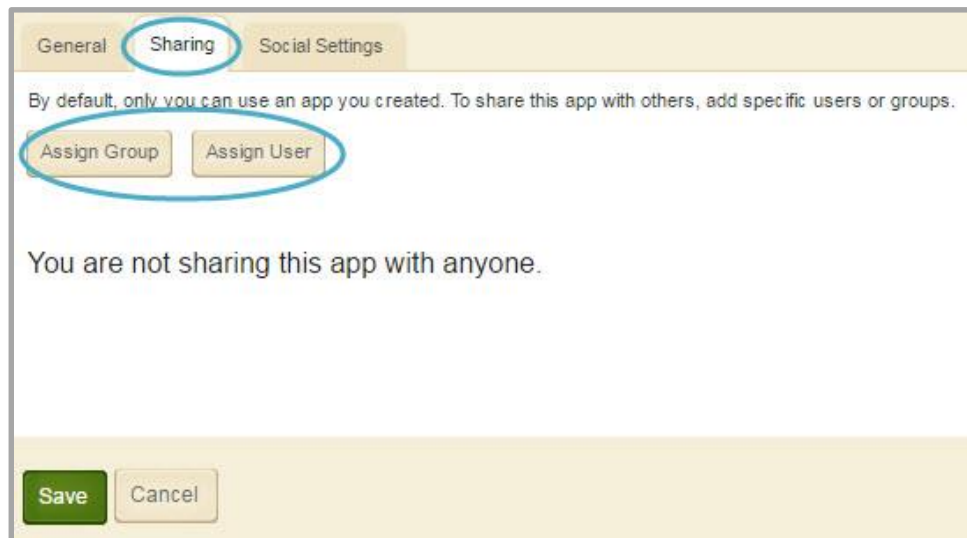 General Sharing Social Settings
By default, only you can use an app you created. To share this app with others, add specific users or groups.
Assign Group Assign User
You are not sharing this app with anyone.
Save Cancel